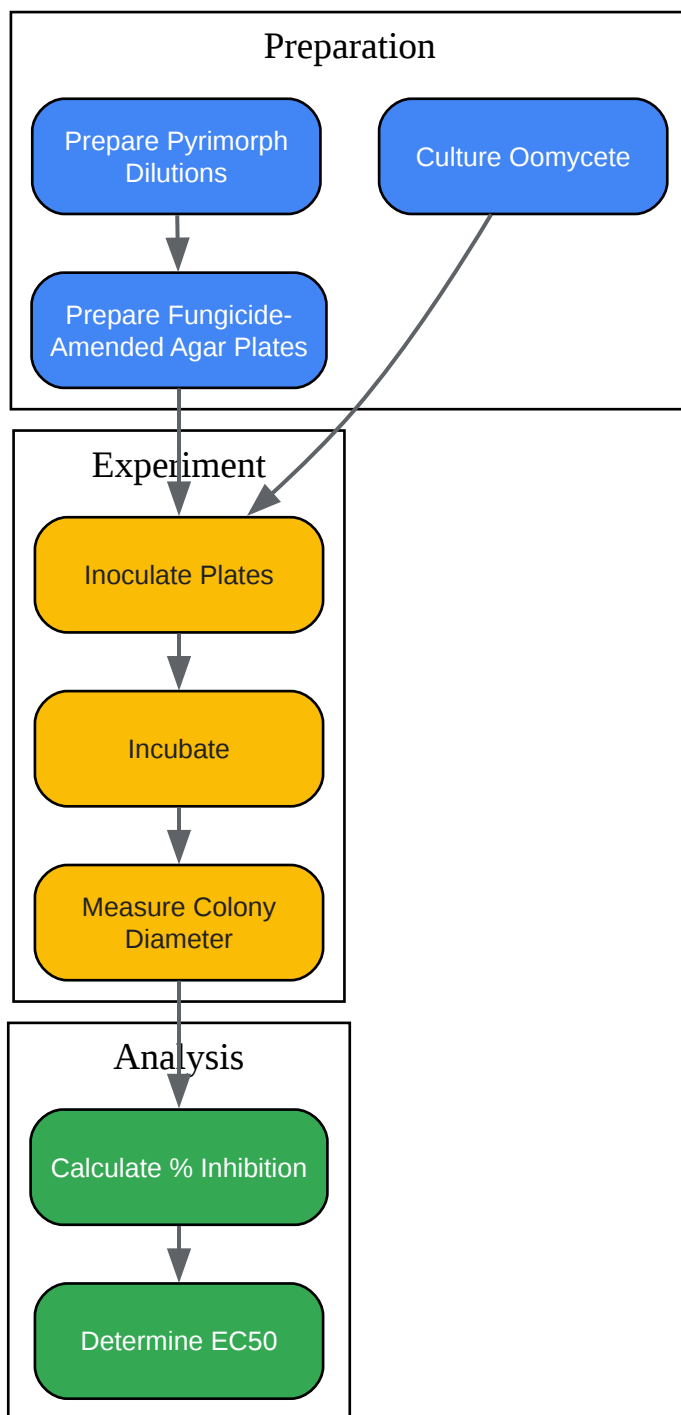 Preparation
Prepare Pyrimorph
Dilutions
Culture Oomycete
Prepare Fungicide-
Amended Agar Plates
Experiment
Inoculate Plates
Incubate
Measure Colony
Diameter
Analysis
Calculate % Inhibition
Determine EC50